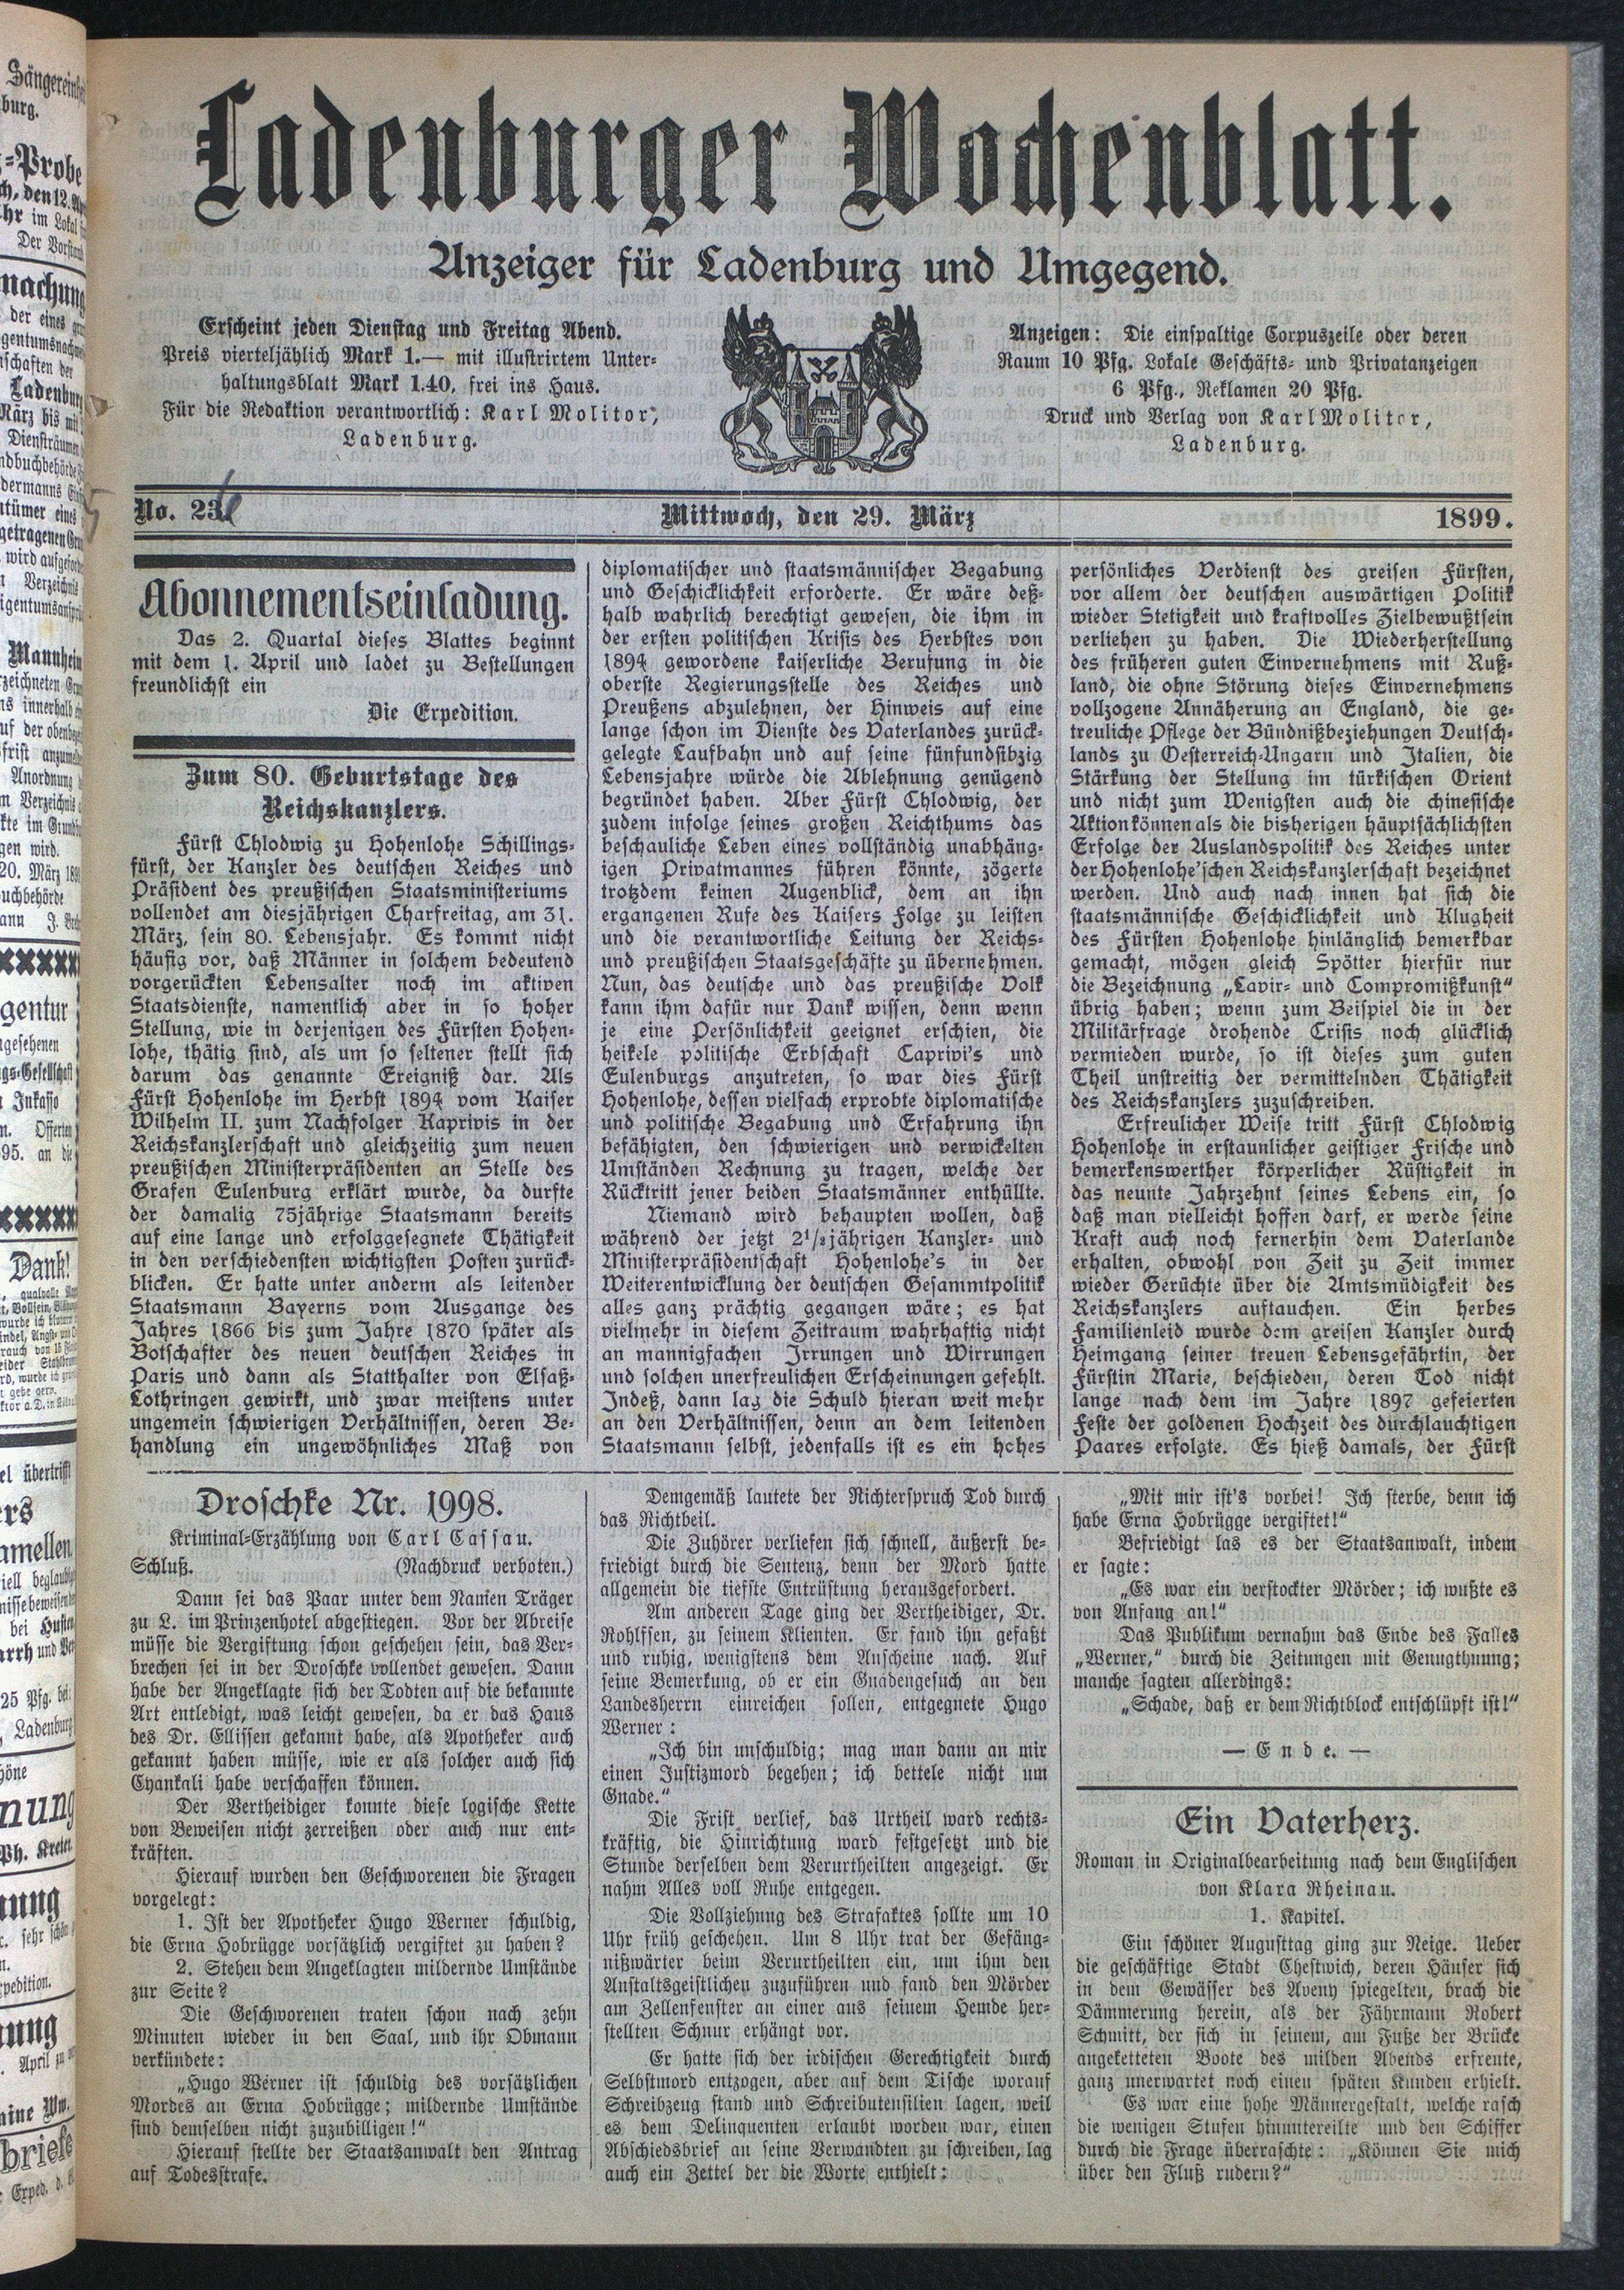 Ladenburger Wochenblatt.
Anzeiger für Ladenburg und Umgegend.
Erscheint jeden Dienstag und Freitag Abend.
Preis vierteljährlich Mark 1.— mit illustrirtem Unter-
haltungsblatt Mark 1.40, frei ins Haus.
Für die Redaktion verantwortlich: Karl Molitor,
Ladenburg.
Anzeigen: Die einspaltige Corpuszeile oder deren
Raum 10 Pfg. Lokale Geschäfts- und Privatanzeigen
6 Pfg., Reklamen 20 Pfg.
Druck und Verlag von Karl Molitor,
Ladenburg.
No. 23
Mittwoch, den 29. März
1899.
Abonnementseinladung.
Das 2. Quartal dieses Blattes beginnt
mit dem 1. April und ladet zu Bestellungen
freundlichst ein
Die Expedition.
Zum 80. Geburtstage des
Reichskanzlers.
Fürst Chlodwig zu Hohenlohe Schillings-
fürst, der Kanzler des deutschen Reiches und
Präsident des preußischen Staatsministeriums
vollendet am diesjährigen Charfreitag, am 31.
März, sein 80. Lebensjahr. Es kommt nicht
häufig vor, daß Männer in solchem bedeutend
vorgerückten Lebensalter noch im aktiven
Staatsdienste, namentlich aber in so hoher
Stellung, wie in derjenigen des Fürsten Hohen-
lohe, thätig sind, als um so seltener stellt sich
darum das genannte Ereigniß dar. Als
Fürst Hohenlohe im Herbst 1894 vom Kaiser
Wilhelm II. zum Nachfolger Kaprivis in der
Reichskanzlerschaft und gleichzeitig zum neuen
preußischen Ministerpräsidenten an Stelle des
Grafen Eulenburg erklärt wurde, da durfte
der damalig 75jährige Staatsmann bereits
auf eine lange und erfolggesegnete Thätigkeit
in den verschiedensten wichtigsten Posten zurück-
blicken. Er hatte unter anderm als leitender
Staatsmann Bayerns vom Ausgange des
Jahres 1866 bis zum Jahre 1870 später als
Botschafter des neuen deutschen Reiches in
Paris und dann als Statthalter von Elsaß-
Lothringen gewirkt, und zwar meistens unter
ungemein schwierigen Verhältnissen, deren Be-
handlung ein ungewöhnliches Maß von
diplomatischer und staatsmännischer Begabung
und Geschicklichkeit erforderte. Er wäre deß-
halb wahrlich berechtigt gewesen, die ihm in
der ersten politischen Krisis des Herbstes von
1894 gewordene kaiserliche Berufung in die
oberste Regierungsstelle des Reiches und
Preußens abzulehnen, der Hinweis auf eine
lange schon im Dienste des Vaterlandes zurück-
gelegte Laufbahn und auf seine fünfundsibzig
Lebensjahre würde die Ablehnung genügend
begründet haben. Aber Fürst Chlodwig, der
zudem infolge seines großen Reichthums das
beschauliche Leben eines vollständig unabhäng-
igen Privatmannes führen könnte, zögerte
trotzdem keinen Augenblick, dem an ihn
ergangenen Rufe des Kaisers Folge zu leisten
und die verantwortliche Leitung der Reichs-
und preußischen Staatsgeschäfte zu übernehmen.
Nun, das deutsche und das preußische Volk
kann ihm dafür nur Dank wissen, denn wenn
je eine Persönlichkeit geeignet erschien, die
heikele politische Erbschaft Caprivi's und
Eulenburgs anzutreten, so war dies Fürst
Hohenlohe, dessen vielfach erprobte diplomatische
und politische Begabung und Erfahrung ihn
befähigten, den schwierigen und verwickelten
Umständen Rechnung zu tragen, welche der
Rücktritt jener beiden Staatsmänner enthüllte.
Niemand wird behaupten wollen, daß
während der jetzt 2½jährigen Kanzler- und
Ministerpräsidentschaft Hohenlohe's in der
Weiterentwicklung der deutschen Gesammtpolitik
alles ganz prächtig gegangen wäre; es hat
vielmehr in diesem Zeitraum wahrhaftig nicht
an mannigfachen Irrungen und Wirrungen
und solchen unerfreulichen Erscheinungen gefehlt.
Indeß, dann lag die Schuld hieran weit mehr
an den Verhältnissen, denn an dem leitenden
Staatsmann selbst, jedenfalls ist es ein hohes
persönliches Verdienst des greisen Fürsten,
vor allem der deutschen auswärtigen Politik
wieder Stetigkeit und kraftvolles Zielbewußtsein
verliehen zu haben. Die Wiederherstellung
des früheren guten Einvernehmens mit Ruß-
land, die ohne Störung dieses Einvernehmens
vollzogene Annäherung an England, die ge-
treuliche Pflege der Bündnißbeziehungen Deutsch-
lands zu Oesterreich-Ungarn und Italien, die
Stärkung der Stellung im türkischen Orient
und nicht zum Wenigsten auch die chinesische
Aktion können als die bisherigen häuptsächlichsten
Erfolge der Auslandspolitik des Reiches unter
der Hohenlohe'schen Reichskanzlerschaft bezeichnet
werden. Und auch nach innen hat sich die
staatsmännische Geschicklichkeit und Klugheit
des Fürsten Hohenlohe hinlänglich bemerkbar
gemacht, mögen gleich Spötter hierfür nur
die Bezeichnung „Lavir- und Compromißkunst“
übrig haben; wenn zum Beispiel die in der
Militärfrage drohende Crisis noch glücklich
vermieden wurde, so ist dieses zum guten
Theil unstreitig der vermittelnden Thätigkeit
des Reichskanzlers zuzuschreiben.
Erfreulicher Weise tritt Fürst Chlodwig
Hohenlohe in erstaunlicher geistiger Frische und
bemerkenswerther körperlicher Rüstigkeit in
das neunte Jahrzehnt seines Lebens ein, so
daß man vielleicht hoffen darf, er werde seine
Kraft auch noch fernerhin dem Vaterlande
erhalten, obwohl von Zeit zu Zeit immer
wieder Gerüchte über die Amtsmüdigkeit des
Reichskanzlers auftauchen. Ein herbes
Familienleid wurde dem greisen Kanzler durch
Heimgang seiner treuen Lebensgefährtin, der
Fürstin Marie, beschieden, deren Tod nicht
lange nach dem im Jahre 1897 gefeierten
Feste der goldenen Hochzeit des durchlauchtigen
Paares erfolgte. Es hieß damals, der Fürst
Droschke Nr. 1998.
Kriminal-Erzählung von Carl Cassau.
Schluß. (Nachdruck verboten.)
Dann sei das Paar unter dem Namen Träger
zu L. im Prinzenhotel abgestiegen. Vor der Abreise
müsse die Vergiftung schon geschehen sein, das Ver-
brechen sei in der Droschke vollendet gewesen. Dann
habe der Angeklagte sich der Todten auf die bekannte
Art entledigt, was leicht gewesen, da er das Haus
des Dr. Ellissen gekannt habe, als Apotheker auch
gekannt haben müsse, wie er als solcher auch sich
Cyankali habe verschaffen können.
Der Vertheidiger konnte diese logische Kette
von Beweisen nicht zerreißen oder auch nur ent-
kräften.
Hierauf wurden den Geschworenen die Fragen
vorgelegt:
1. Ist der Apotheker Hugo Werner schuldig,
die Erna Hobrügge vorsätzlich vergiftet zu haben?
2. Stehen dem Angeklagten mildernde Umstände
zur Seite?
Die Geschworenen traten schon nach zehn
Minuten wieder in den Saal, und ihr Obmann
verkündete:
„Hugo Werner ist schuldig des vorsätzlichen
Mordes an Erna Hobrügge; mildernde Umstände
sind demselben nicht zuzubilligen!“
Hierauf stellte der Staatsanwalt den Antrag
auf Todesstrafe.
Demgemäß lautete der Richterspruch Tod durch
das Richtbeil.
Die Zuhörer verliefen sich schnell, äußerst be-
friedigt durch die Sentenz, denn der Mord hatte
allgemein die tiefste Entrüstung herausgefordert.
Am anderen Tage ging der Vertheidiger, Dr.
Rohlfsen, zu seinem Klienten. Er fand ihn gefaßt
und ruhig, wenigstens dem Anscheine nach. Auf
seine Bemerkung, ob er ein Gnadengesuch an den
Landesherrn einreichen sollen, entgegnete Hugo
Werner:
„Ich bin unschuldig; mag man dann an mir
einen Justizmord begehen; ich bettele nicht um
Gnade.“
Die Frist verlief, das Urtheil ward rechts-
kräftig, die Hinrichtung ward festgesetzt und die
Stunde derselben dem Verurtheilten angezeigt. Er
nahm Alles voll Ruhe entgegen.
Die Vollziehung des Strafaktes sollte um 10
Uhr früh geschehen. Um 8 Uhr trat der Gefäng-
nißwärter beim Verurtheilten ein, um ihm den
Anstaltsgeistlichen zuzuführen und fand den Mörder
am Zellenfenster an einer aus seinem Hemde her-
stellten Schnur erhängt vor.
Er hatte sich der irdischen Gerechtigkeit durch
Selbstmord entzogen, aber auf dem Tische worauf
Schreibzeug stand und Schreibutensilien lagen, weil
es dem Delinquenten erlaubt worden war, einen
Abschiedsbrief an seine Verwandten zu schreiben, lag
auch ein Zettel der die Worte enthielt:
„Mit mir ist's vorbei! Ich sterbe, denn ich
habe Erna Hobrügge vergiftet!“
Befriedigt las es der Staatsanwalt, indem
er sagte:
„Es war ein verstockter Mörder; ich wußte es
von Anfang an!“
Das Publikum vernahm das Ende des Falles
„Werner,“ durch die Zeitungen mit Genugthuung;
manche sagten allerdings:
„Schade, daß er dem Richtblock entschlüpft ist!“
— Ende. —
Ein Vaterherz.
Roman in Originalbearbeitung nach dem Englischen
von Klara Rheinau.
1. Kapitel.
Ein schöner Augusttag ging zur Neige. Ueber
die geschäftige Stadt Chestwich, deren Häuser sich
in dem Gewässer des Aveny spiegelten, brach die
Dämmerung herein, als der Fährmann Robert
Schmitt, der sich in seinem, am Fuße der Brücke
angeketteten Boote des milden Abends erfreute,
ganz unerwartet noch einen späten Kunden erhielt.
Es war eine hohe Männergestalt, welche rasch
die wenigen Stufen hinuntereilte und den Schiffer
durch die Frage überraschte: „Können Sie mich
über den Fluß rudern?“